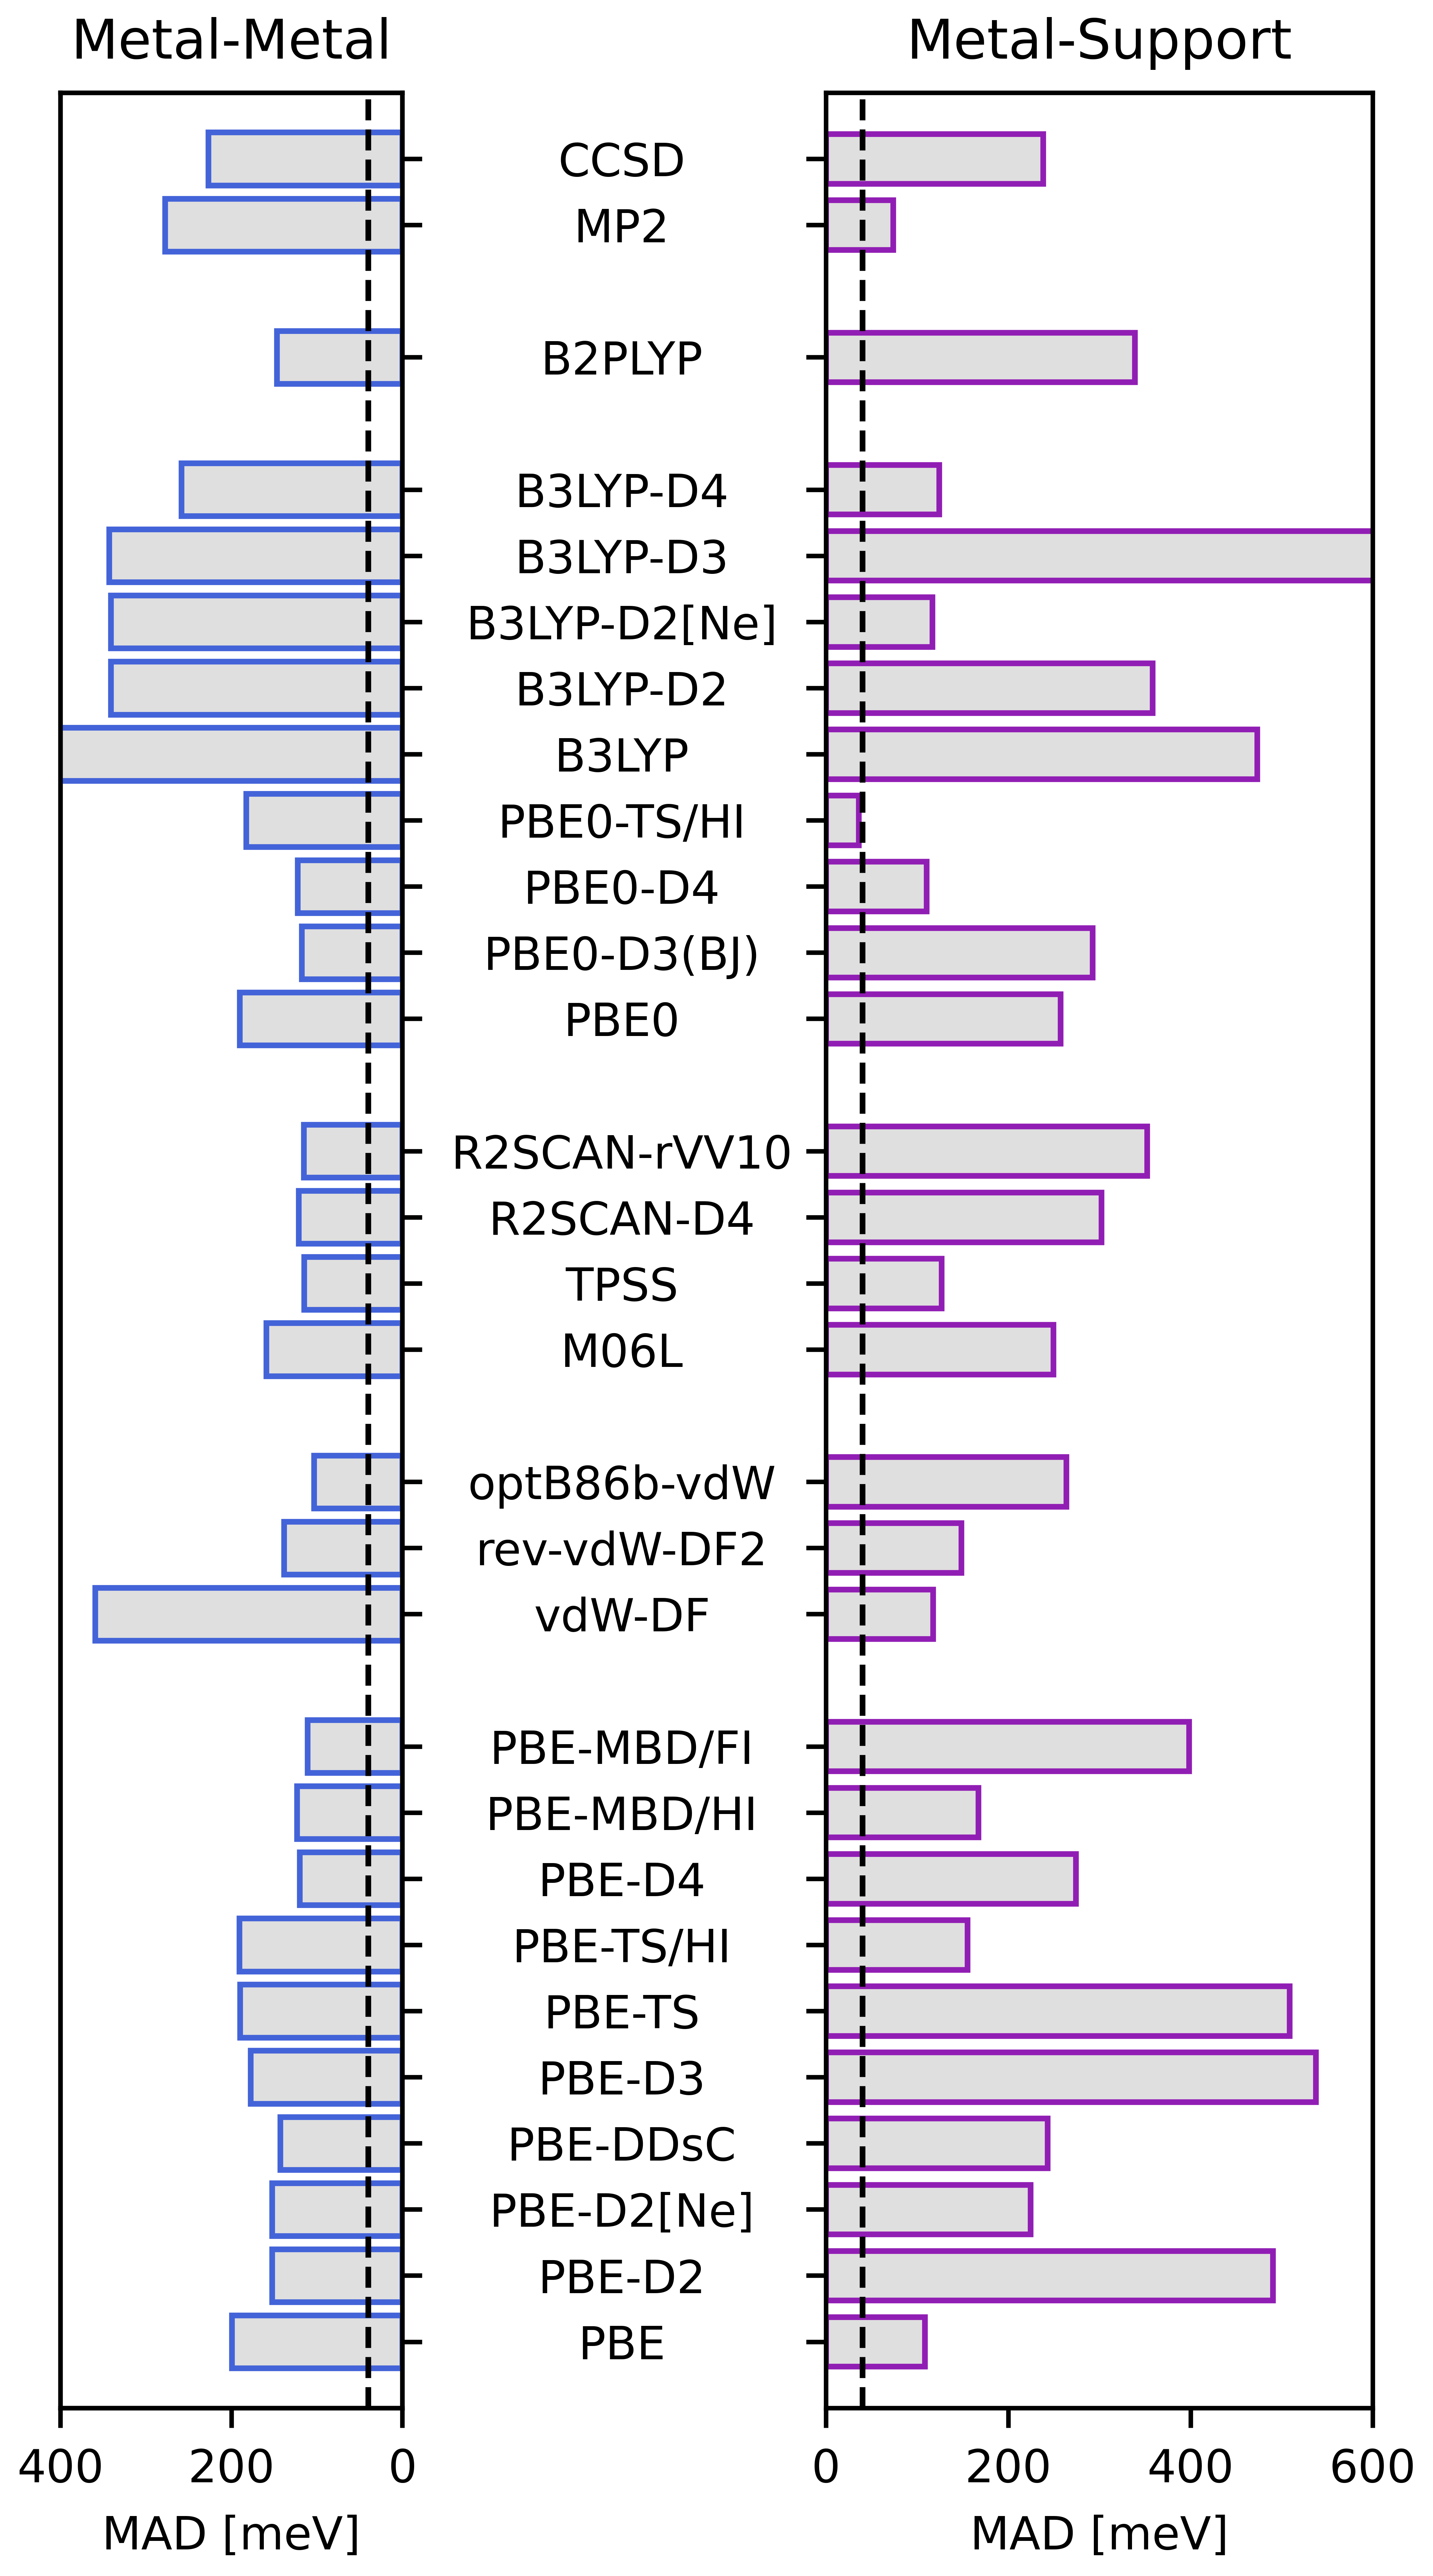 Metal-Metal
Metal-Support
CCSD
MP2
B2PLYP
B3LYP-D4
B3LYP-D3
B3LYP-D2[Ne]
B3LYP-D2
B3LYP
PBE0-TS/HI
PBE0-D4
PBE0-D3(BJ)
PBE0
R2SCAN-rVV10
R2SCAN-D4
TPSS
M06L
optB86b-vdW
rev-vdW-DF2
vdW-DF
PBE-MBD/FI
PBE-MBD/HI
PBE-D4
PBE-TS/HI
PBE-TS
PBE-D3
PBE-DDsC
PBE-D2[Ne]
PBE-D2
PBE
400 200 0
0 200 400 600
MAD [meV]
MAD [meV]